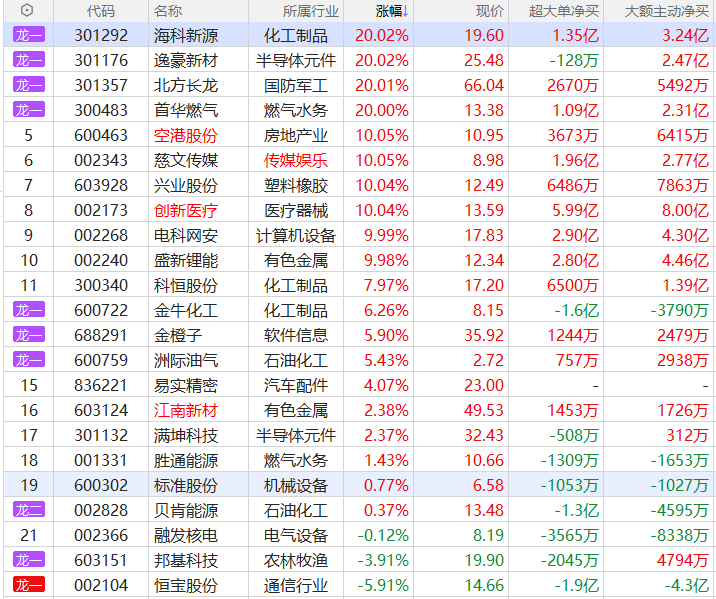 代码 名称 所属行业 涨幅↓ 现价 超大单净买 大额主动净买
龙一 301292 海科新源 化工制品 20.02% 19.60 1.35亿 3.24亿
龙一 301176 逸豪新材 半导体元件 20.02% 25.48 -128万 2.47亿
龙一 301357 北方长龙 国防军工 20.01% 66.04 2670万 5492万
龙一 300483 首华燃气 燃气水务 20.00% 13.38 1.09亿 2.31亿
5 600463 空港股份 房地产业 10.05% 10.95 3673万 6415万
6 002343 慈文传媒 传媒娱乐 10.05% 8.98 1.96亿 2.77亿
7 603928 兴业股份 塑料橡胶 10.04% 12.49 6486万 7863万
8 002173 创新医疗 医疗器械 10.04% 13.59 5.99亿 8.00亿
9 002268 电科网安 计算机设备 9.99% 17.83 2.90亿 4.30亿
10 002240 盛新锂能 有色金属 9.98% 12.34 2.80亿 4.46亿
11 300340 科恒股份 化工制品 7.97% 17.20 6500万 1.39亿
龙一 600722 金牛化工 化工制品 6.26% 8.15 -1.6亿 -3790万
龙一 688291 金橙子 软件信息 5.90% 35.92 1244万 2479万
龙一 600759 洲际油气 石油化工 5.43% 2.72 757万 2938万
15 836221 易实精密 汽车配件 4.07% 23.00 - -
16 603124 江南新材 有色金属 2.38% 49.53 1453万 1726万
17 301132 满坤科技 半导体元件 2.37% 32.43 -508万 312万
18 001331 胜通能源 燃气水务 1.43% 10.66 -1309万 -1653万
19 600302 标准股份 机械设备 0.77% 6.58 -1053万 -1027万
龙二 002828 贝肯能源 石油化工 0.37% 13.48 -1.3亿 -4595万
21 002366 融发核电 电气设备 -0.12% 8.19 -3565万 -8338万
龙一 603151 邦基科技 农林牧渔 -3.91% 19.90 -2045万 4794万
龙一 002104 恒宝股份 通信行业 -5.91% 14.66 -1.9亿 -4.3亿